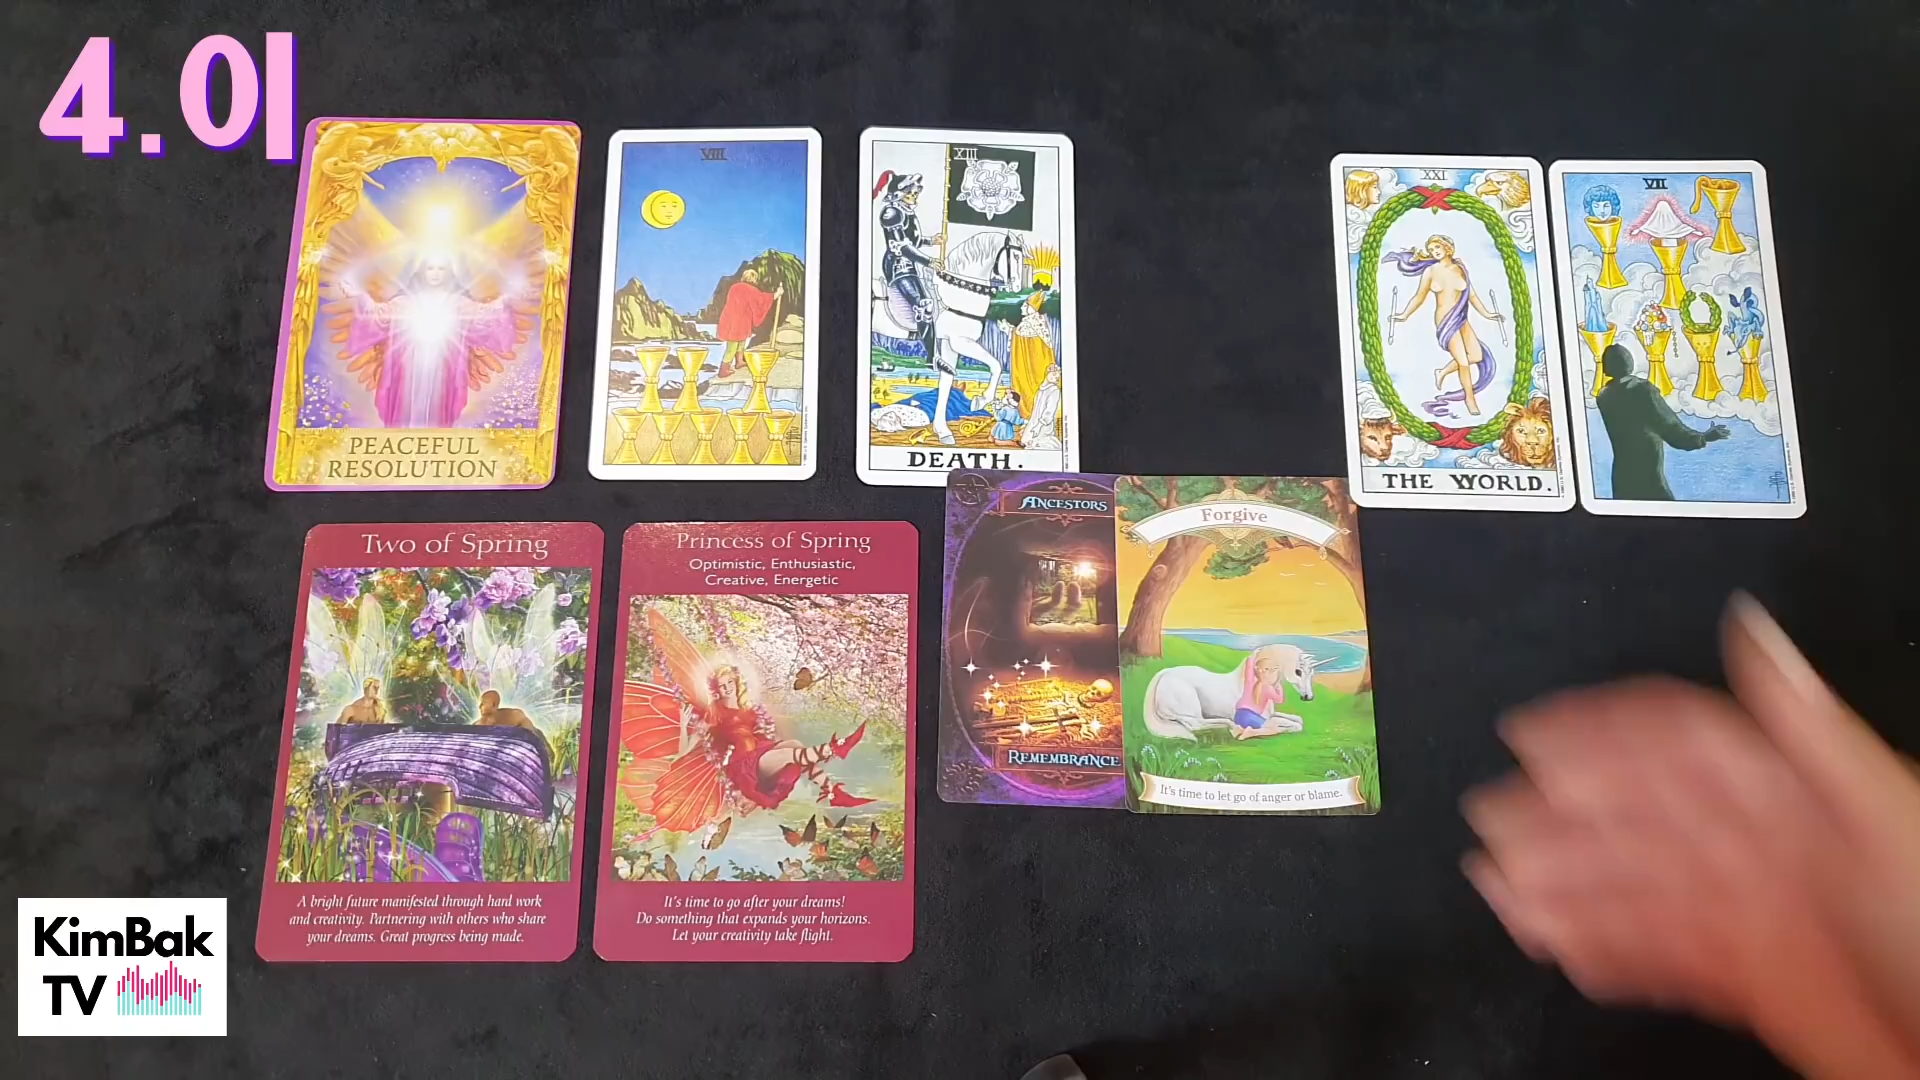 4.0
VIII
XIII
XXI
VII
PEACEFUL
RESOLUTION
DEATH.
THE WORLD.
Two of Spring
A bright future manifested through hard work
and creativity. Partnering with others who share
your dreams. Great progress being made.
Princess of Spring
Optimistic, Enthusiastic,
Creative, Energetic
It's time to go after your dreams!
Do something that expands your horizons.
Let your creativity take flight.
ANCESTORS
REMEMBRANCE
Forgive
It's time to let go of anger or blame.
KimBak
TV